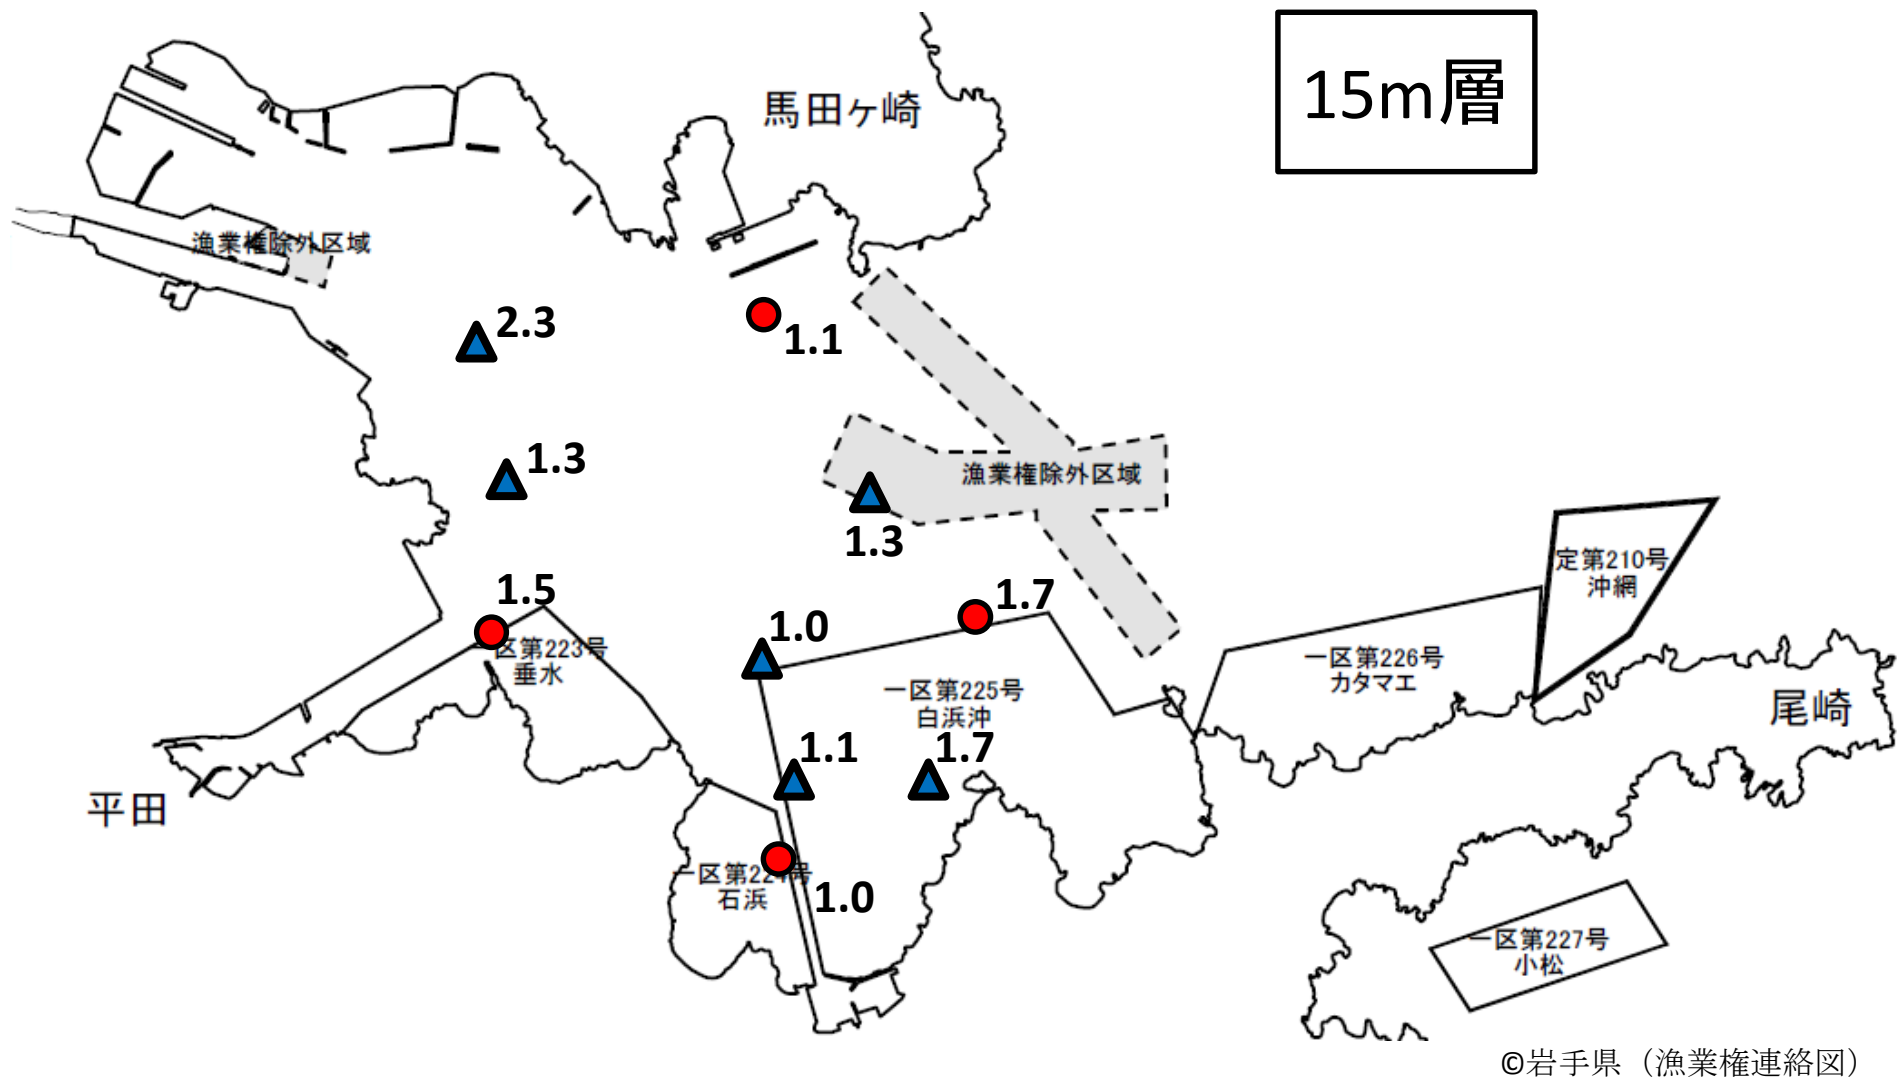 15m層
馬田ヶ崎
漁業権除外区域
2.3
1.1
1.3
漁業権除外区域
1.3
定第210号
沖網
1.5
1.7
1.0
一区第223号
垂水
一区第226号
カタマエ
一区第225号
白浜沖
尾崎
1.1
1.7
平田
一区第224号
石浜
1.0
一区第227号
小松
©岩手県（漁業権連絡図）